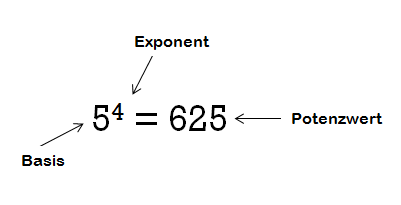 Exponent
5⁴ = 625
Potenzwert
Basis